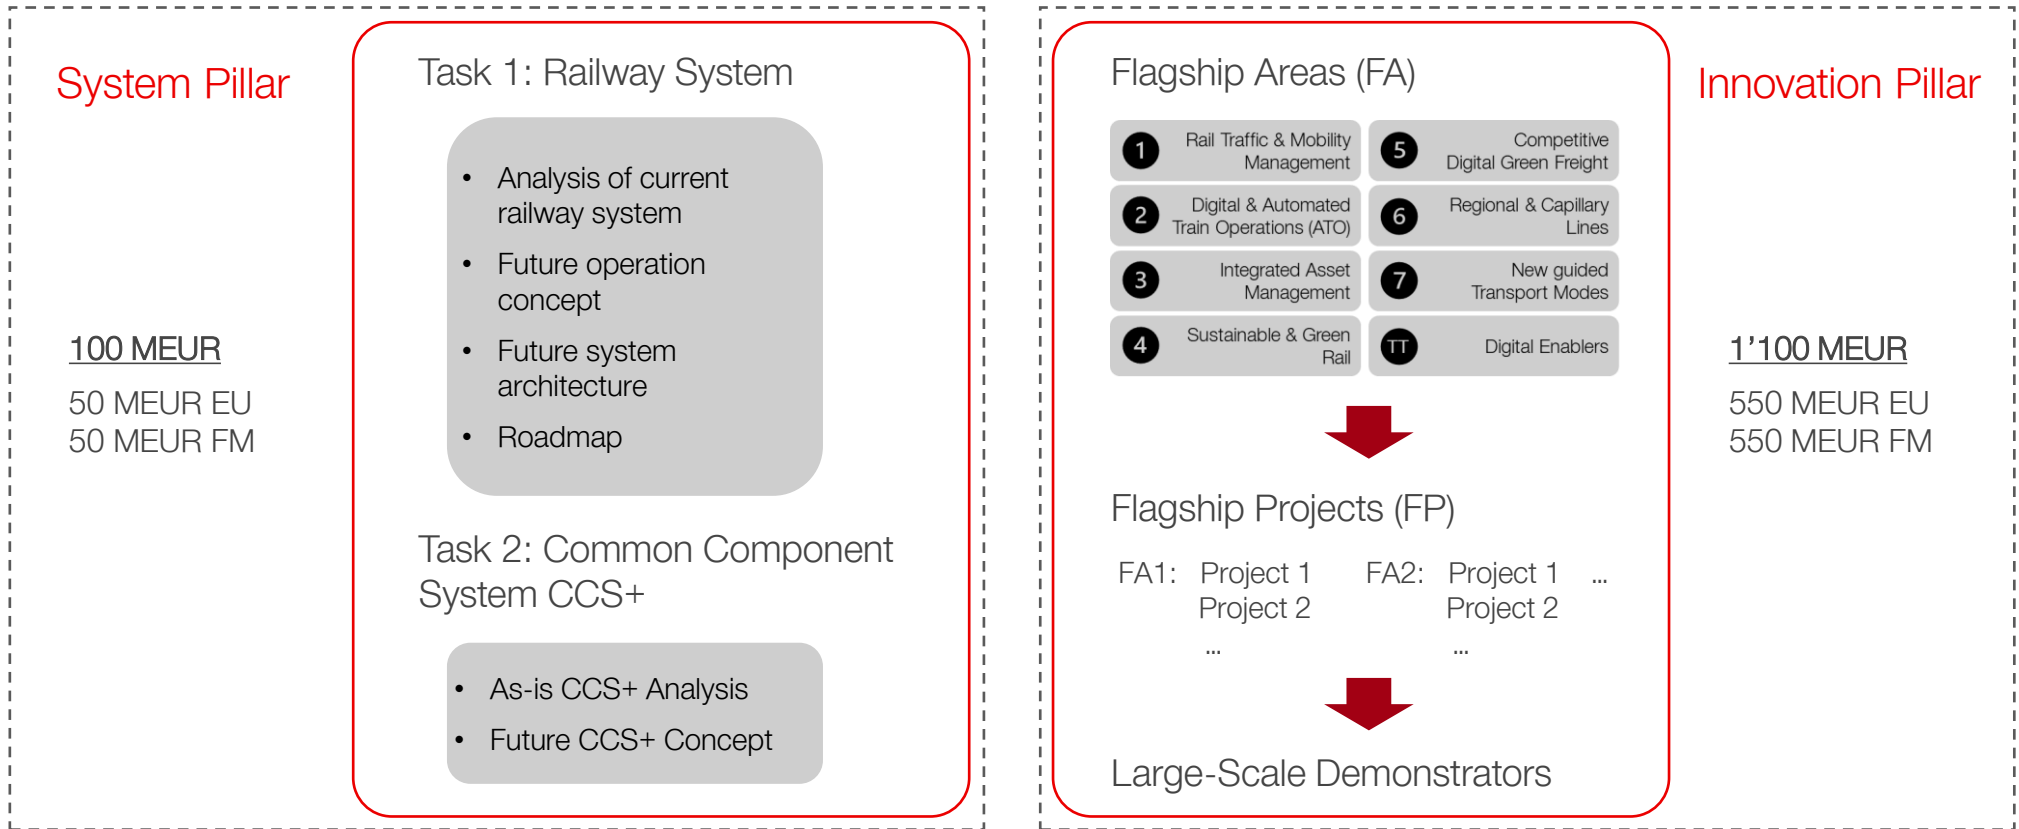 System Pillar
100 MEUR
50 MEUR EU
50 MEUR FM
Task 1: Railway System
• Analysis of current
railway system
• Future operation
concept
• Future system
architecture
• Roadmap
Task 2: Common Component
System CCS+
• As-is CCS+ Analysis
• Future CCS+ Concept
Flagship Areas (FA)
1 Rail Traffic & Mobility
Management
2 Digital & Automated
Train Operations (ATO)
3 Integrated Asset
Management
4 Sustainable & Green
Rail
5 Competitive
Digital Green Freight
6 Regional & Capillary
Lines
7 New guided
Transport Modes
TT Digital Enablers
Flagship Projects (FP)
FA1: Project 1
Project 2
...
FA2: Project 1 ...
Project 2
...
Large-Scale Demonstrators
Innovation Pillar
1'100 MEUR
550 MEUR EU
550 MEUR FM